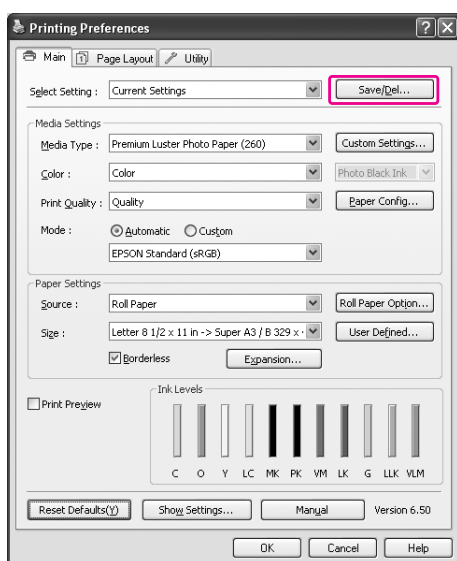 Printing Preferences
Main Page Layout Utility
Select Setting : Current Settings Save/Del...
Media Settings
Media Type : Premium Luster Photo Paper (260) Custom Settings...
Color : Color Photo Black Ink
Print Quality : Quality Paper Config...
Mode : Automatic Custom
EPSON Standard (sRGB)
Paper Settings
Source : Roll Paper Roll Paper Option...
Size : Letter 8 1/2 x 11 in -> Super A3 / B 329 x User Defined...
Borderless Expansion...
Print Preview Ink Levels
C O Y LC MK PK VM LK G LLK VLM
Reset Defaults(Y) Show Settings... Manual Version 6.50
OK Cancel Help